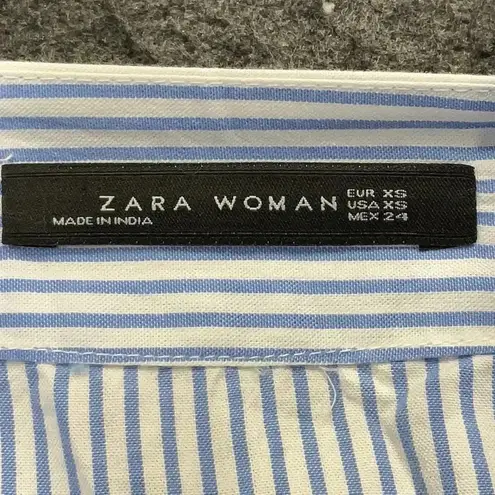 ZARA WOMAN
MADE IN INDIA
EUR XS
USA XS
MEX 24